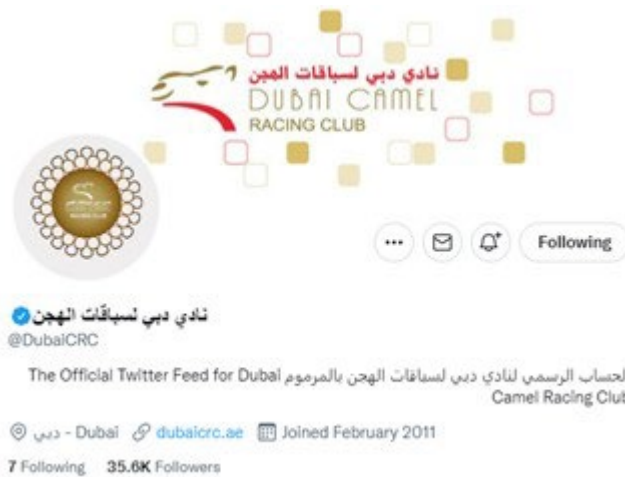 نادي دبي لسباقات الهجن
DUBAI CAMEL
RACING CLUB
Following
نادي دبي لسباقات الهجن
@DubaiCRC
الحساب الرسمي لنادي دبي لسباقات الهجن بالمرموم The Official Twitter Feed for Dubai
Camel Racing Club
دبي - Dubai dubaicrc.ae Joined February 2011
7 Following 35.6K Followers